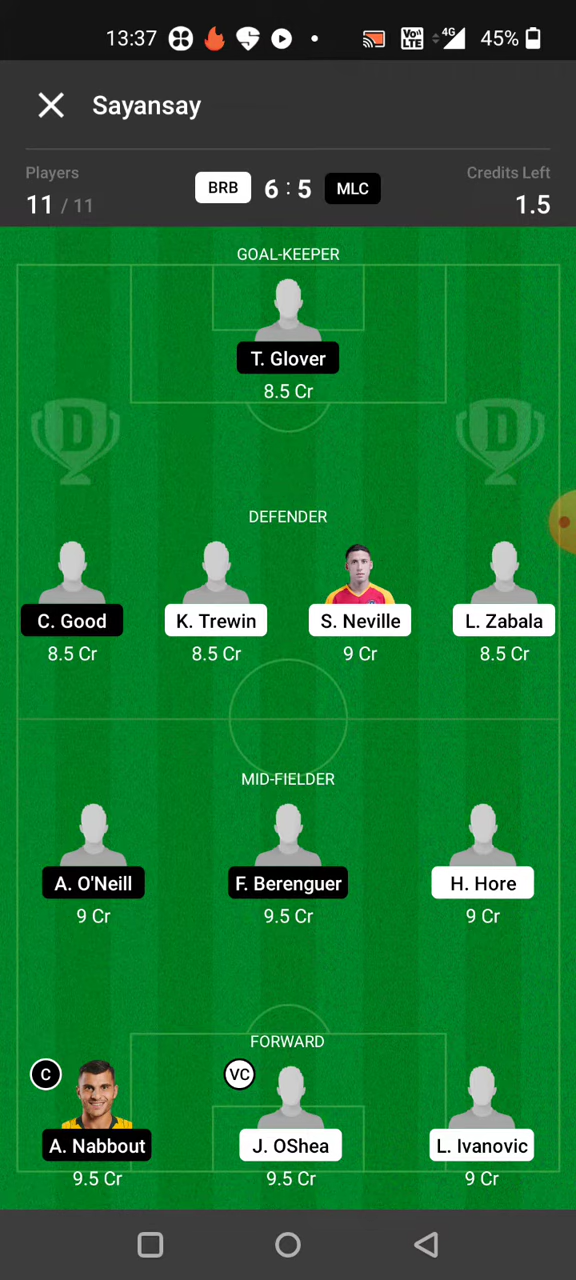 13:37
VoLTE
4G
45%
Sayansay
Players
11 / 11
BRB 6 : 5 MLC
Credits Left
1.5
GOAL-KEEPER
T. Glover
8.5 Cr
D
D
DEFENDER
C. Good
K. Trewin
S. Neville
L. Zabala
8.5 Cr
8.5 Cr
9 Cr
8.5 Cr
MID-FIELDER
A. O'Neill
F. Berenguer
H. Hore
9 Cr
9.5 Cr
9 Cr
FORWARD
C
VC
A. Nabbout
J. OShea
L. Ivanovic
9.5 Cr
9.5 Cr
9 Cr